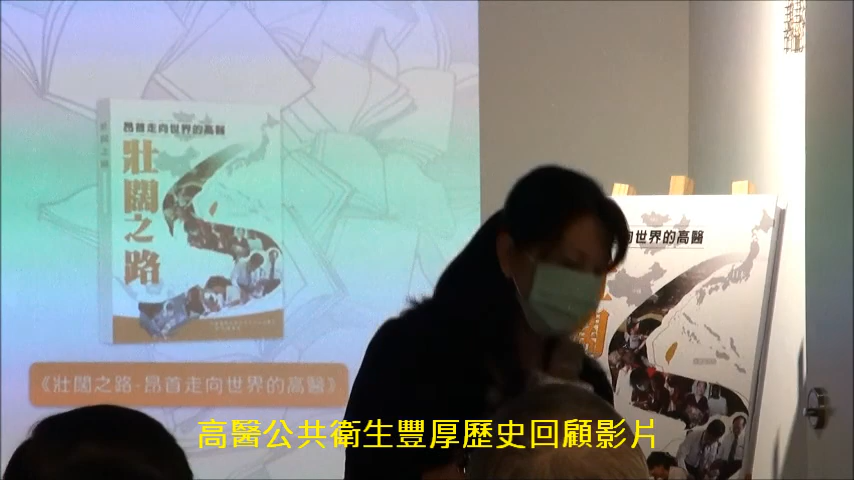 昂首走向世界的高醫
壯闊之路
《壯闊之路-昂首走向世界的高醫》
向世界的高醫
高醫公共衛生豐厚歷史回顧影片